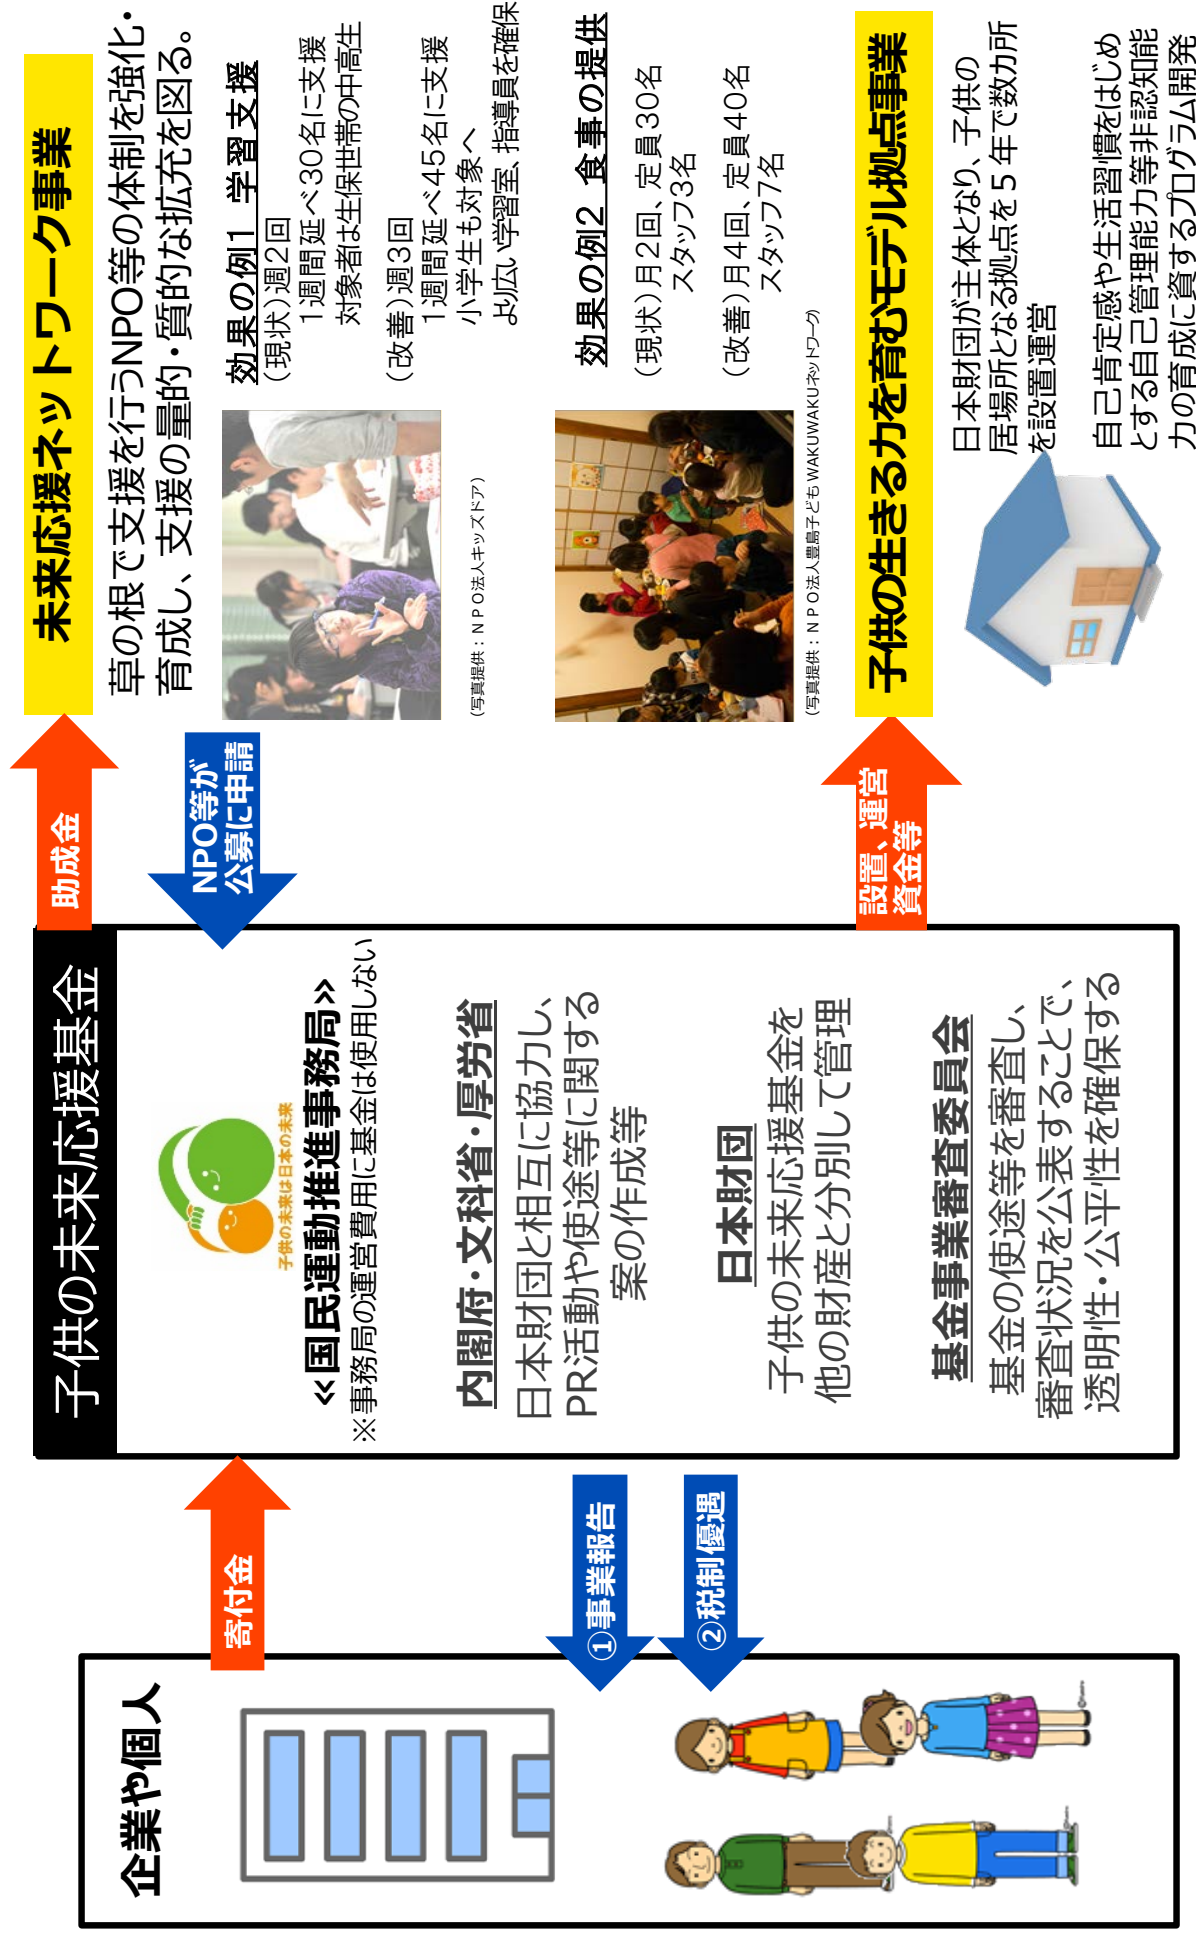 企業や個人
寄付金
①事業報告
②税制優遇
子供の未来応援基金
子供の未来は日本の未来
≪国民運動推進事務局≫
※事務局の運営費用に基金は使用しない
内閣府・文科省・厚労省
日本財団と相互に協力し、
PR活動や使途等に関する
案の作成等
日本財団
子供の未来応援基金を
他の財産と分別して管理
基金事業審査委員会
基金の使途等を審査し、
審査状況を公表することで、
透明性・公平性を確保する
助成金
NPO等が
公募に申請
設置、運営
資金等
未来応援ネットワーク事業
草の根で支援を行うNPO等の体制を強化・
育成し、支援の量的・質的な拡充を図る。
効果の例1 学習支援
（現状）週2回
1週間延べ30名に支援
対象者は生保世帯の中高生
（改善）週3回
1週間延べ45名に支援
小学生も対象へ
より広い学習室、指導員を確保
（写真提供：NPO法人キッズドア）
効果の例2 食事の提供
（現状）月2回、定員30名
スタッフ3名
（改善）月4回、定員40名
スタッフ7名
（写真提供：NPO法人豊島子どもWAKUWAKUネットワーク）
子供の生きる力を育むモデル拠点事業
日本財団が主体となり、子供の
居場所となる拠点を５年で数カ所
を設置運営
自己肯定感や生活習慣をはじめ
とする自己管理能力等非認知能
力の育成に資するプログラム開発